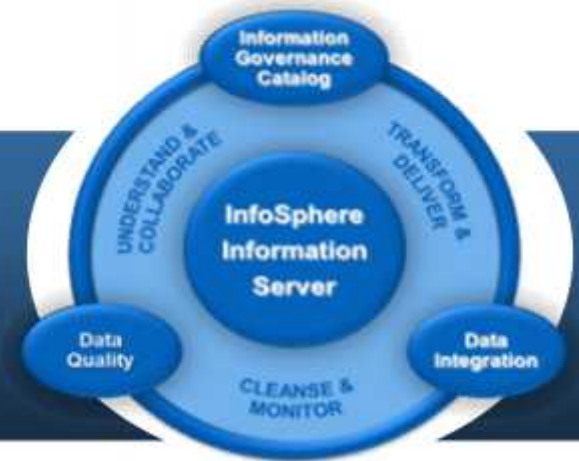 Information
Governance
Catalog
UNDERSTAND &
COLLABORATE
TRANSFORM &
DELIVER
InfoSphere
Information
Server
Data
Quality
Data
Integration
CLEANSE &
MONITOR